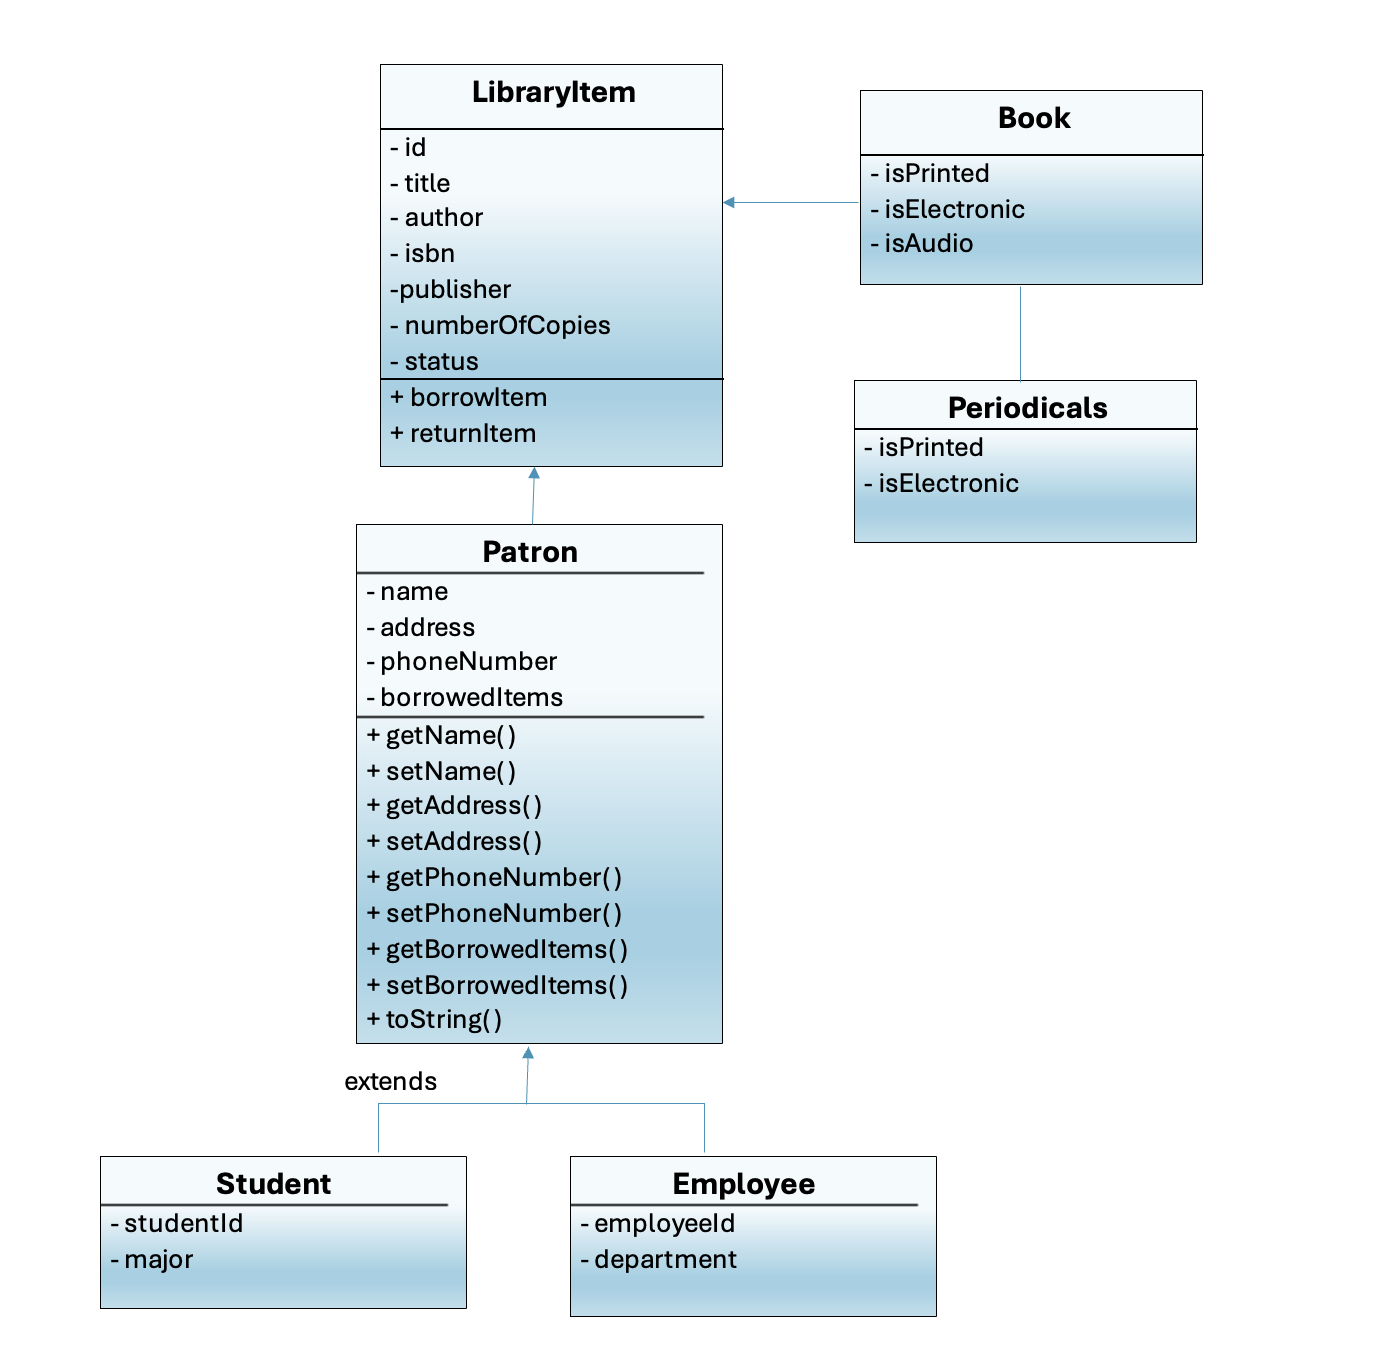 LibraryItem
- id
- title
- author
- isbn
-publisher
- numberOfCopies
- status
+ borrowItem
+ returnItem
Book
- isPrinted
- isElectronic
- isAudio
Periodicals
- isPrinted
- isElectronic
Patron
- name
- address
- phoneNumber
- borrowedItems
+ getName()
+ setName()
+ getAddress()
+ setAddress()
+ getPhoneNumber()
+ setPhoneNumber()
+ getBorrowedItems()
+ setBorrowedItems()
+ toString()
extends
Student
- studentId
- major
Employee
- employeeId
- department